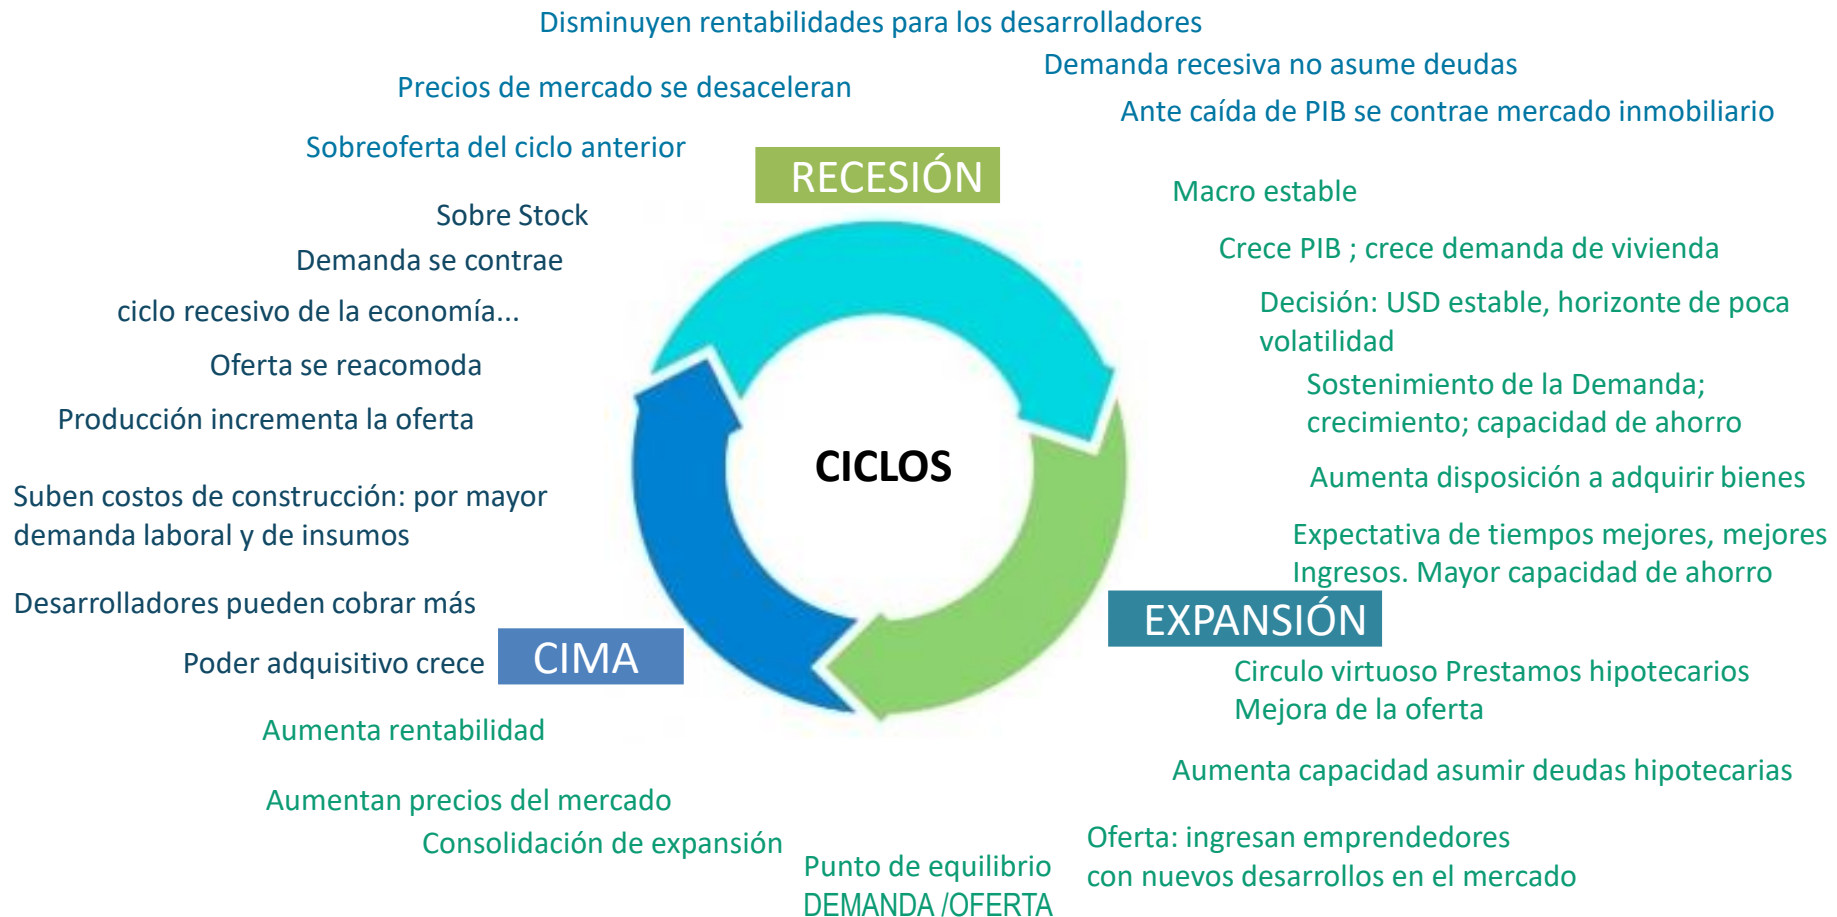 Disminuyen rentabilidades para los desarrolladores
Demanda recesiva no asume deudas
Precios de mercado se desaceleran
Ante caída de PIB se contrae mercado inmobiliario
Sobreoferta del ciclo anterior
RECESIÓN
Macro estable
Sobre Stock
Crece PIB ; crece demanda de vivienda
Demanda se contrae
Decisión: USD estable, horizonte de poca
volatilidad
ciclo recesivo de la economía...
Oferta se reacomoda
Sostenimiento de la Demanda;
crecimiento; capacidad de ahorro
Producción incrementa la oferta
CICLOS
Aumenta disposición a adquirir bienes
Suben costos de construcción: por mayor
demanda laboral y de insumos
Expectativa de tiempos mejores, mejores
Ingresos. Mayor capacidad de ahorro
Desarrolladores pueden cobrar más
EXPANSIÓN
Poder adquisitivo crece
CIMA
Circulo virtuoso Prestamos hipotecarios
Mejora de la oferta
Aumenta rentabilidad
Aumenta capacidad asumir deudas hipotecarias
Aumentan precios del mercado
Consolidación de expansión
Oferta: ingresan emprendedores
con nuevos desarrollos en el mercado
Punto de equilibrio
DEMANDA /OFERTA